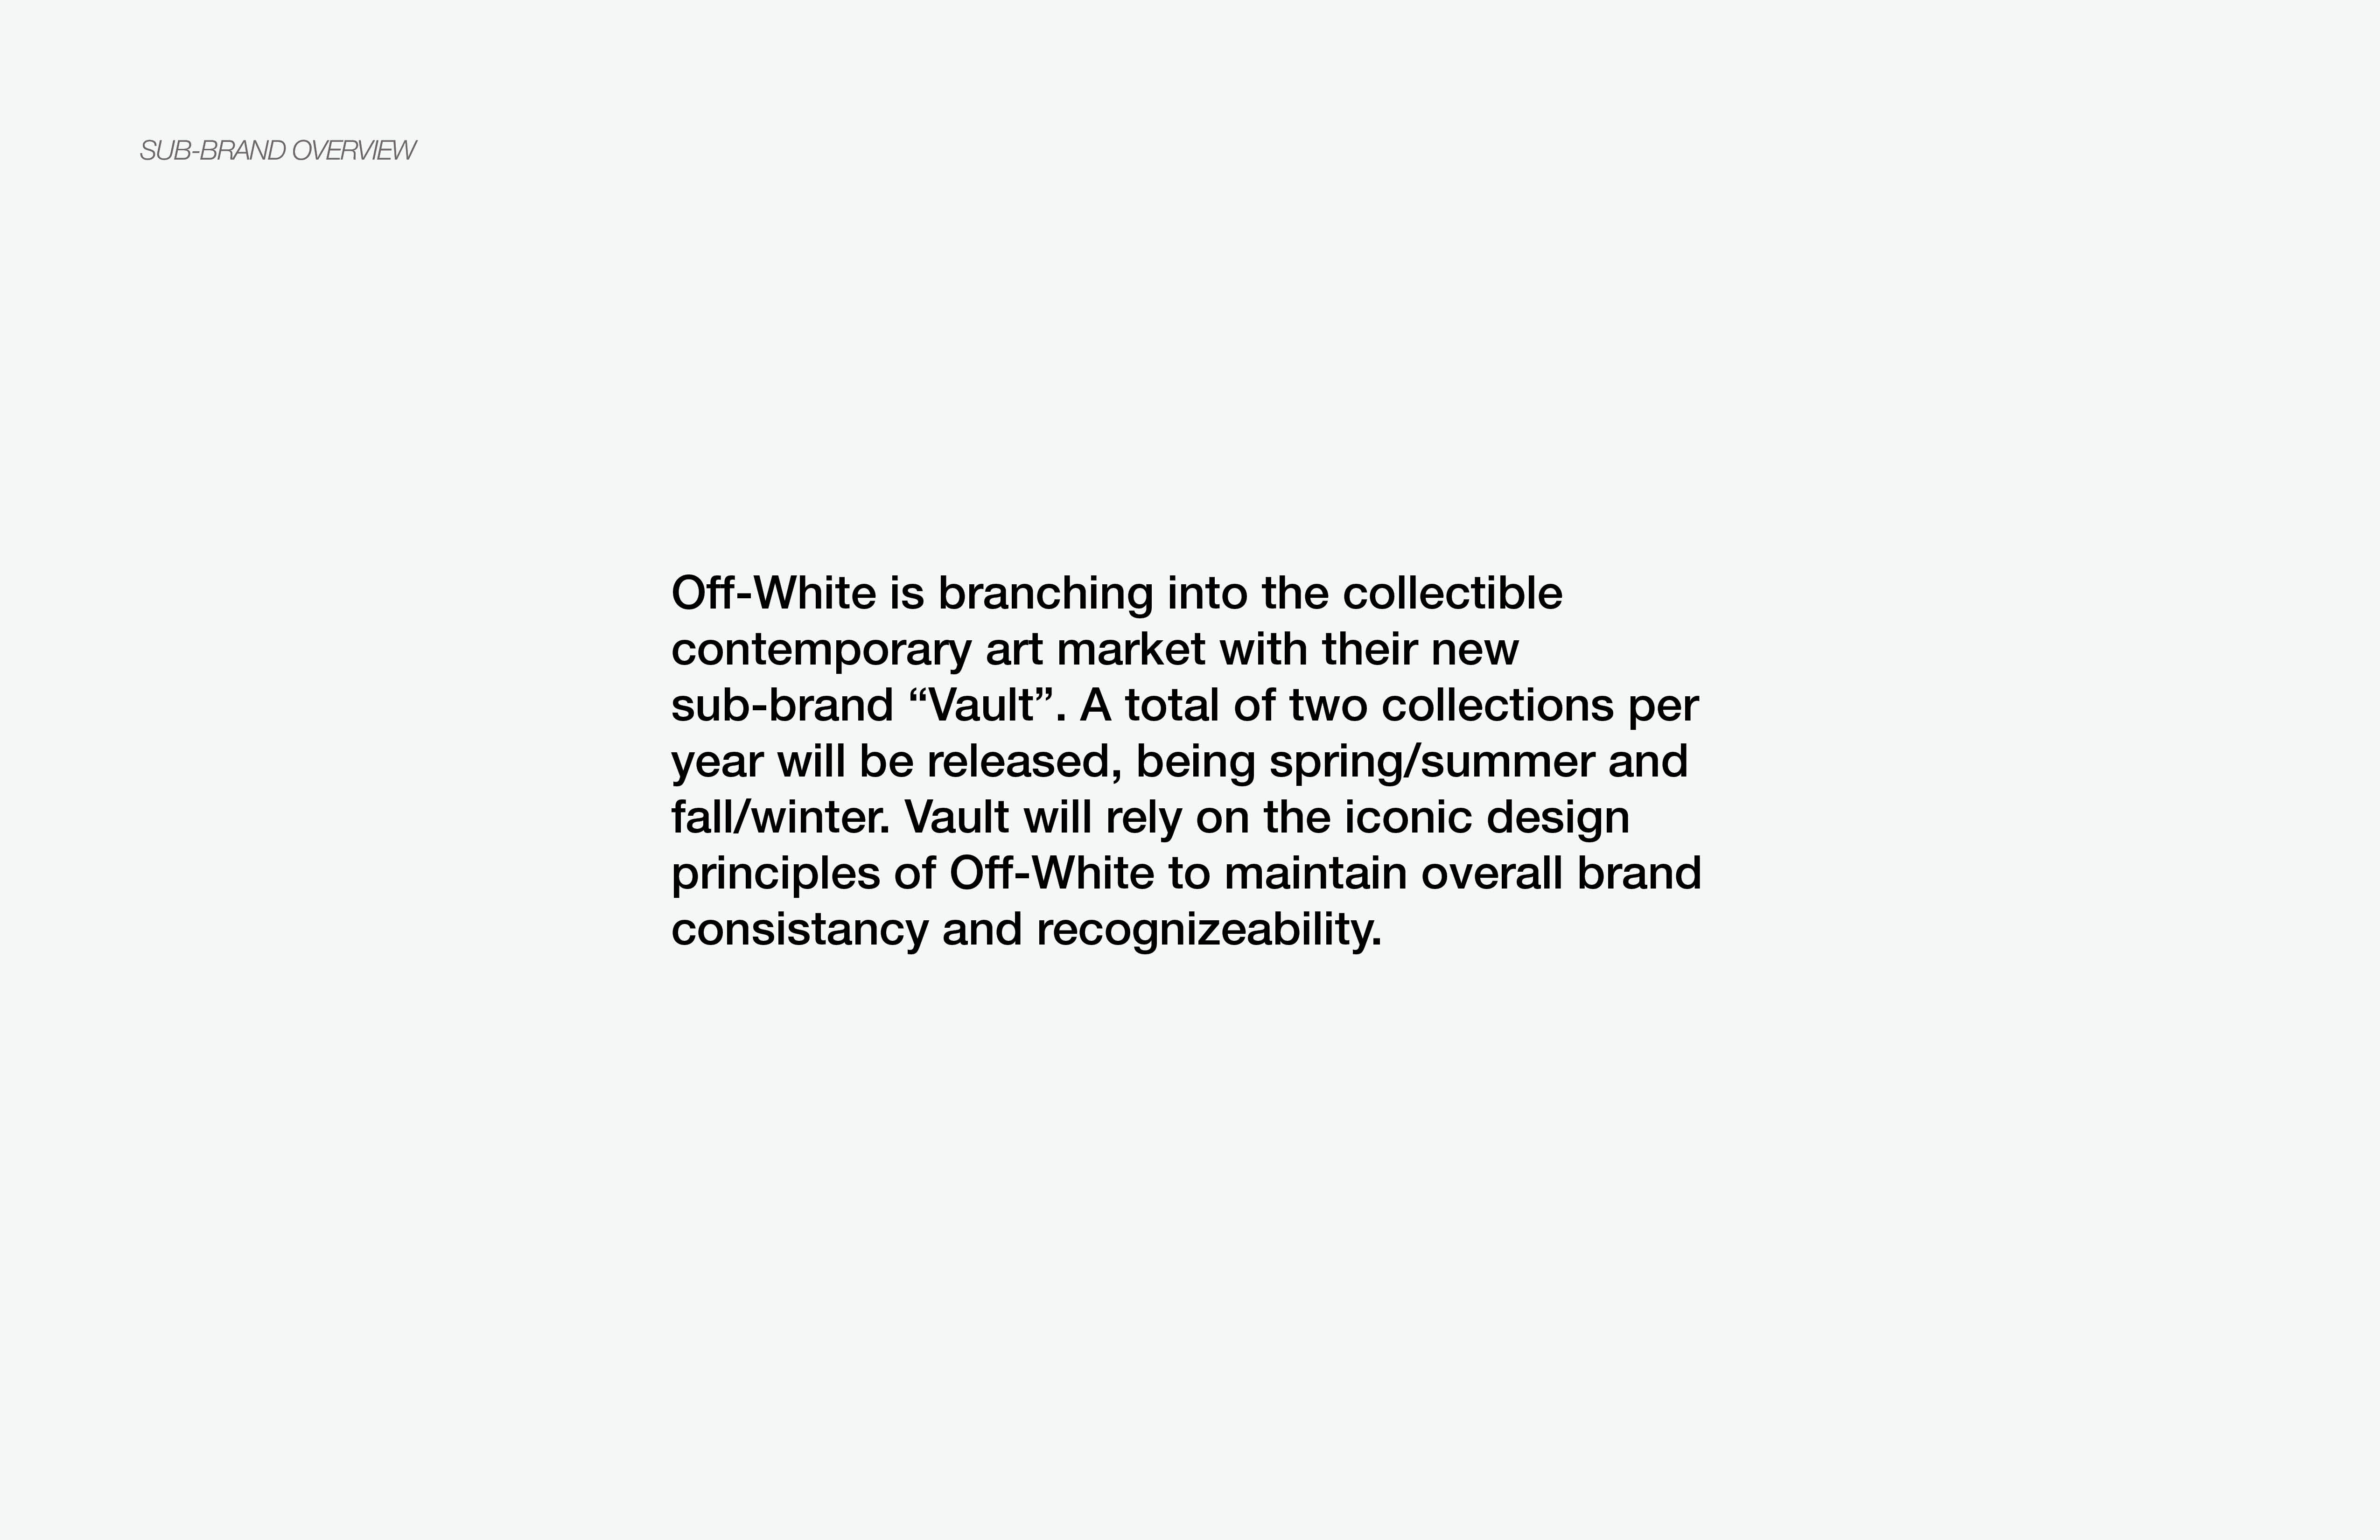 SUB-BRAND OVERVIEW
Off-White is branching into the collectible
contemporary art market with their new
sub-brand “Vault”. A total of two collections per
year will be released, being spring/summer and
fall/winter. Vault will rely on the iconic design
principles of Off-White to maintain overall brand
consistancy and recognizeability.